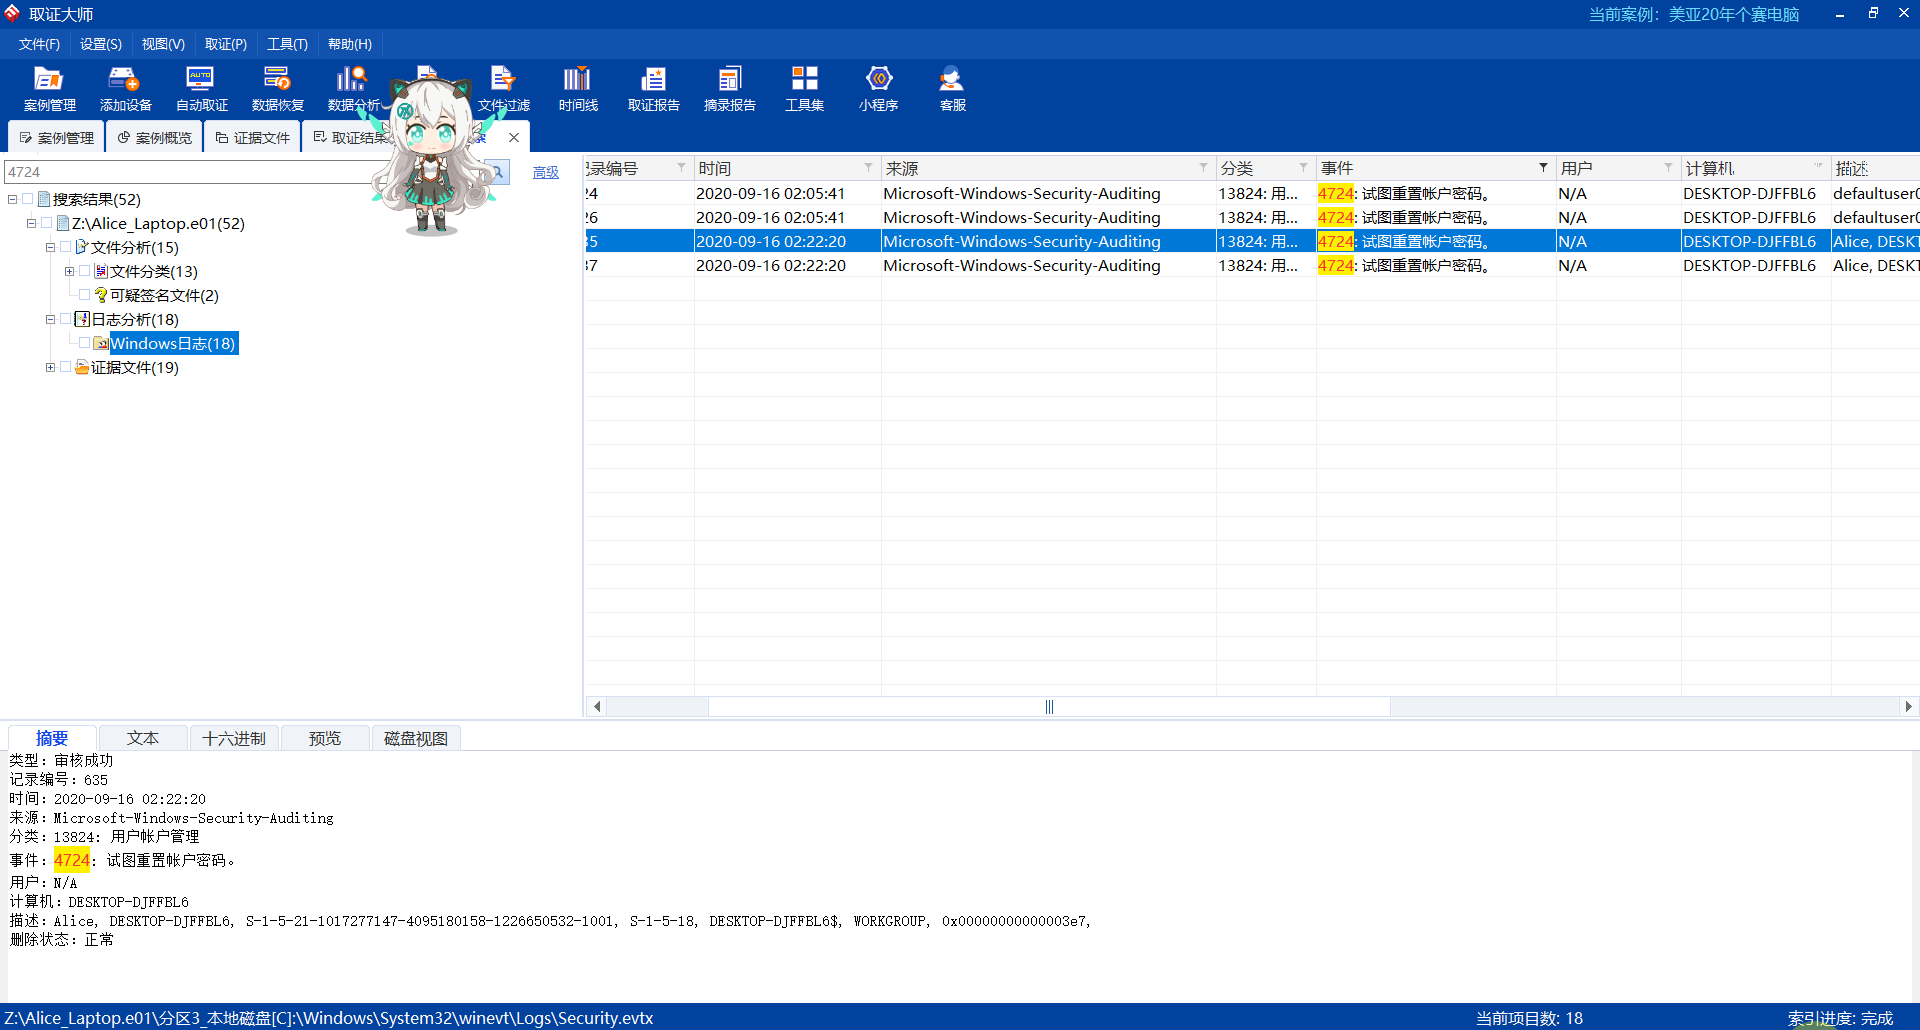 取证大师
当前案例：美亚20年个赛电脑
文件(F) 设置(S) 视图(V) 取证(P) 工具(T) 帮助(H)
案例管理 添加设备 自动取证 数据恢复 数据分析 文件过滤 时间线 取证报告 摘录报告 工具集 小程序 客服
案例管理 案例概览 证据文件 取证结果
4724 高级
搜索结果(52)
Z:\Alice_Laptop.e01(52)
文件分析(15)
文件分类(13)
可疑签名文件(2)
日志分析(18)
Windows日志(18)
证据文件(19)
录编号 时间 来源 分类 事件 用户 计算机 描述
24 2020-09-16 02:05:41 Microsoft-Windows-Security-Auditing 13824: 用... 4724: 试图重置帐户密码。 N/A DESKTOP-DJFFBL6 defaultuser0
26 2020-09-16 02:05:41 Microsoft-Windows-Security-Auditing 13824: 用... 4724: 试图重置帐户密码。 N/A DESKTOP-DJFFBL6 defaultuser0
35 2020-09-16 02:22:20 Microsoft-Windows-Security-Auditing 13824: 用... 4724: 试图重置帐户密码。 N/A DESKTOP-DJFFBL6 Alice, DESKT
37 2020-09-16 02:22:20 Microsoft-Windows-Security-Auditing 13824: 用... 4724: 试图重置帐户密码。 N/A DESKTOP-DJFFBL6 Alice, DESKT
摘要 文本 十六进制 预览 磁盘视图
类型：审核成功
记录编号：635
时间：2020-09-16 02:22:20
来源：Microsoft-Windows-Security-Auditing
分类：13824: 用户帐户管理
事件：4724: 试图重置帐户密码。
用户：N/A
计算机：DESKTOP-DJFFBL6
描述：Alice, DESKTOP-DJFFBL6, S-1-5-21-1017277147-4095180158-1226650532-1001, S-1-5-18, DESKTOP-DJFFBL6$, WORKGROUP, 0x00000000000003e7,
删除状态：正常
Z:\Alice_Laptop.e01\分区3_本地磁盘[C]:\Windows\System32\winevt\Logs\Security.evtx
当前项目数: 18
索引进度: 完成